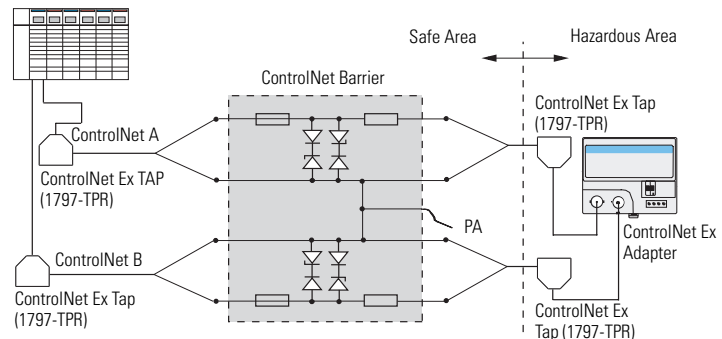 Safe Area
Hazardous Area
ControlNet Barrier
ControlNet Ex Tap
(1797-TPR)
ControlNet A
ControlNet Ex TAP
(1797-TPR)
PA
ControlNet Ex
Adapter
ControlNet B
ControlNet Ex Tap
(1797-TPR)
ControlNet Ex
Tap (1797-TPR)